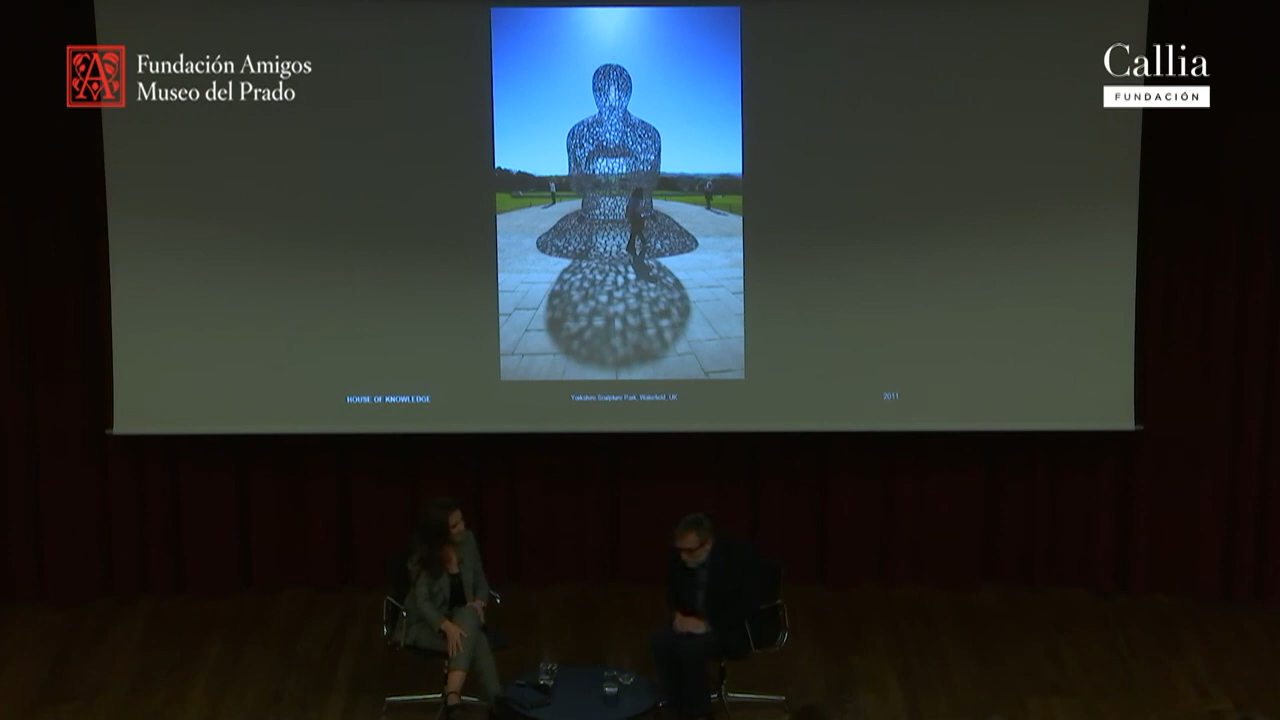 Fundación Amigos
Museo del Prado
Callia
FUNDACIÓN
HOUSE OF KNOWLEDGE
Yorkshire Sculpture Park, Wakefield, UK
2011